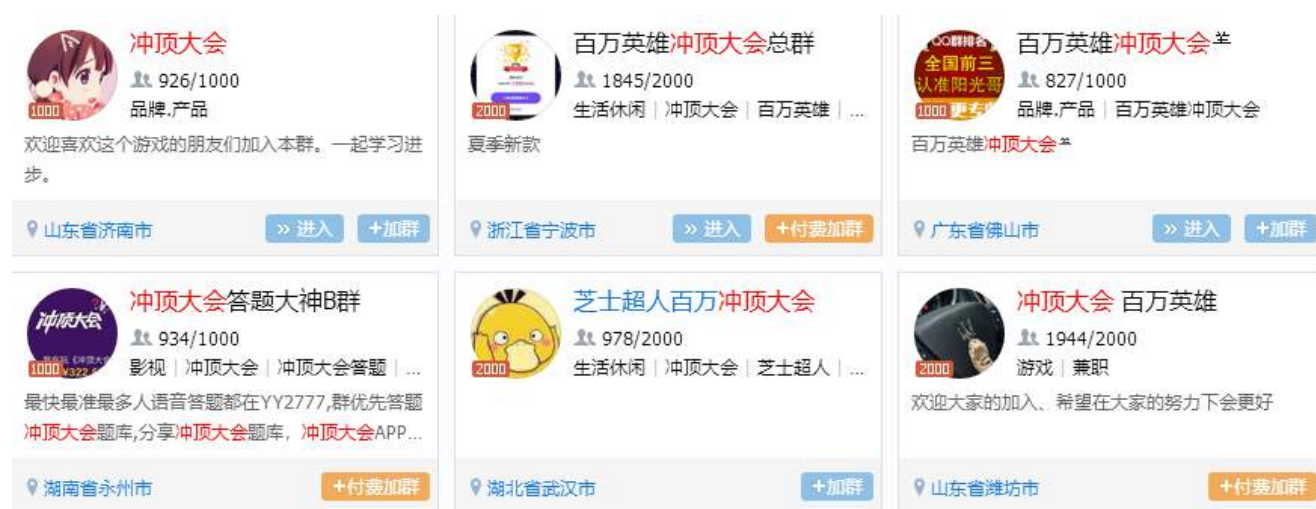 冲顶大会
926/1000
1000
品牌.产品
欢迎喜欢这个游戏的朋友们加入本群。一起学习进
步。
山东省济南市
» 进入
+加群
百万英雄冲顶大会总群
1845/2000
2000
生活休闲 | 冲顶大会 | 百万英雄 | ...
夏季新款
浙江省宁波市
» 进入
+付费加群
百万英雄冲顶大会
QQ群排名
全国前三
认准阳光哥
827/1000
1000
品牌.产品 | 百万英雄冲顶大会
百万英雄冲顶大会
广东省佛山市
» 进入
+加群
冲顶大会答题大神B群
冲顶大会
934/1000
1000
影视 | 冲顶大会 | 冲顶大会答题 | ...
最快最准最多人语音答题都在YY2777,群优先答题
冲顶大会题库,分享冲顶大会题库，冲顶大会APP...
湖南省永州市
+付费加群
芝士超人百万冲顶大会
978/2000
2000
生活休闲 | 冲顶大会 | 芝士超人 | ...
湖北省武汉市
+加群
冲顶大会 百万英雄
1944/2000
2000
游戏 | 兼职
欢迎大家的加入、希望在大家的努力下会更好
山东省潍坊市
+付费加群